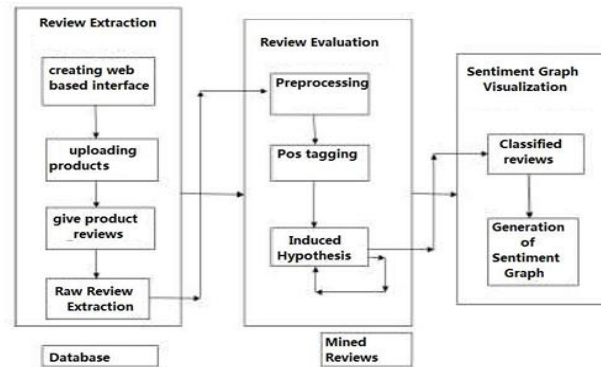 Review Extraction
creating web
based interface
uploading
products
give product
_reviews
Raw Review
Extraction
Database
Review Evaluation
Preprocessing
Pos tagging
Induced
Hypothesis
Mined
Reviews
Sentiment Graph
Visualization
Classified
reviews
Generation
of
Sentiment
Graph